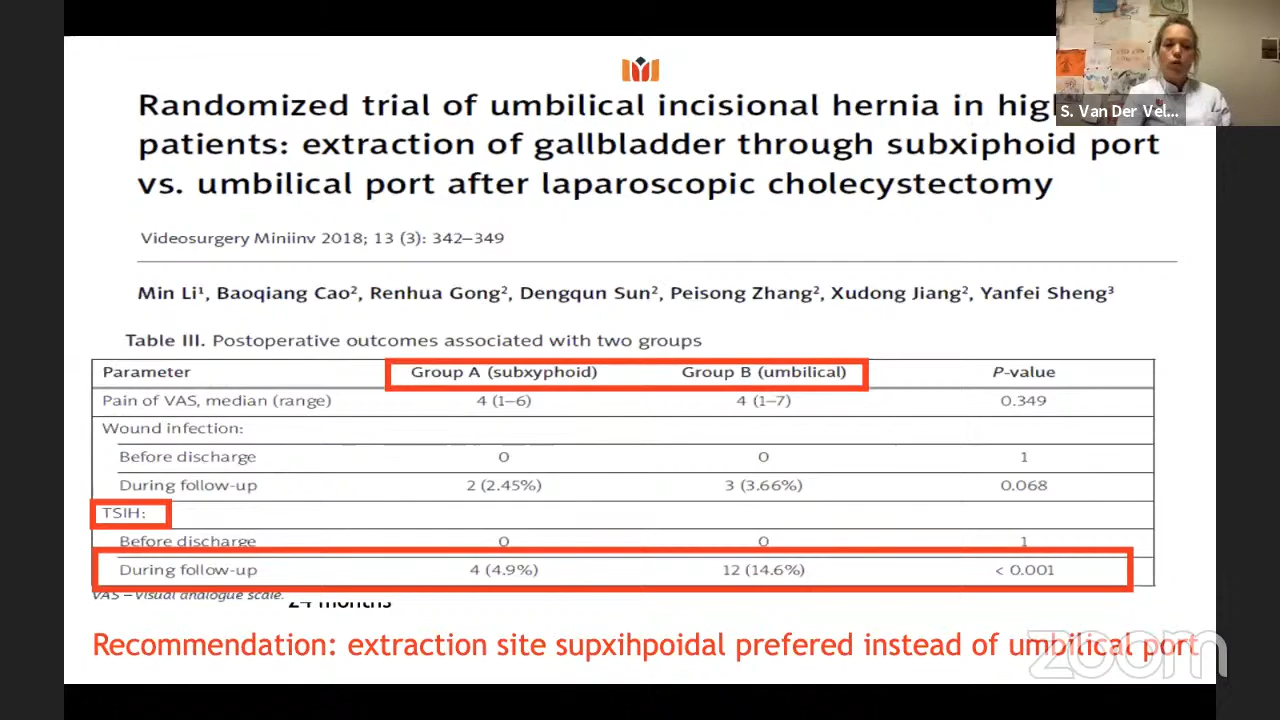 Randomized trial of umbilical incisional hernia in hig
patients: extraction of gallbladder through subxiphoid port
vs. umbilical port after laparoscopic cholecystectomy
S. Van Der Vel...
Videosurgery Miniinv 2018; 13 (3): 342–349
Min Li¹, Baoqiang Cao², Renhua Gong², Dengqun Sun², Peisong Zhang², Xudong Jiang², Yanfei Sheng³
Table III. Postoperative outcomes associated with two groups
Parameter Group A (subxyphoid) Group B (umbilical) P-value
Pain of VAS, median (range) 4 (1–6) 4 (1–7) 0.349
Wound infection:
Before discharge 0 0 1
During follow-up 2 (2.45%) 3 (3.66%) 0.068
TSIH:
Before discharge 0 0 1
During follow-up 4 (4.9%) 12 (14.6%) < 0.001
VAS – visual analogue scale.
24 months
Recommendation: extraction site supxihpoidal prefered instead of umbilical port
zoom